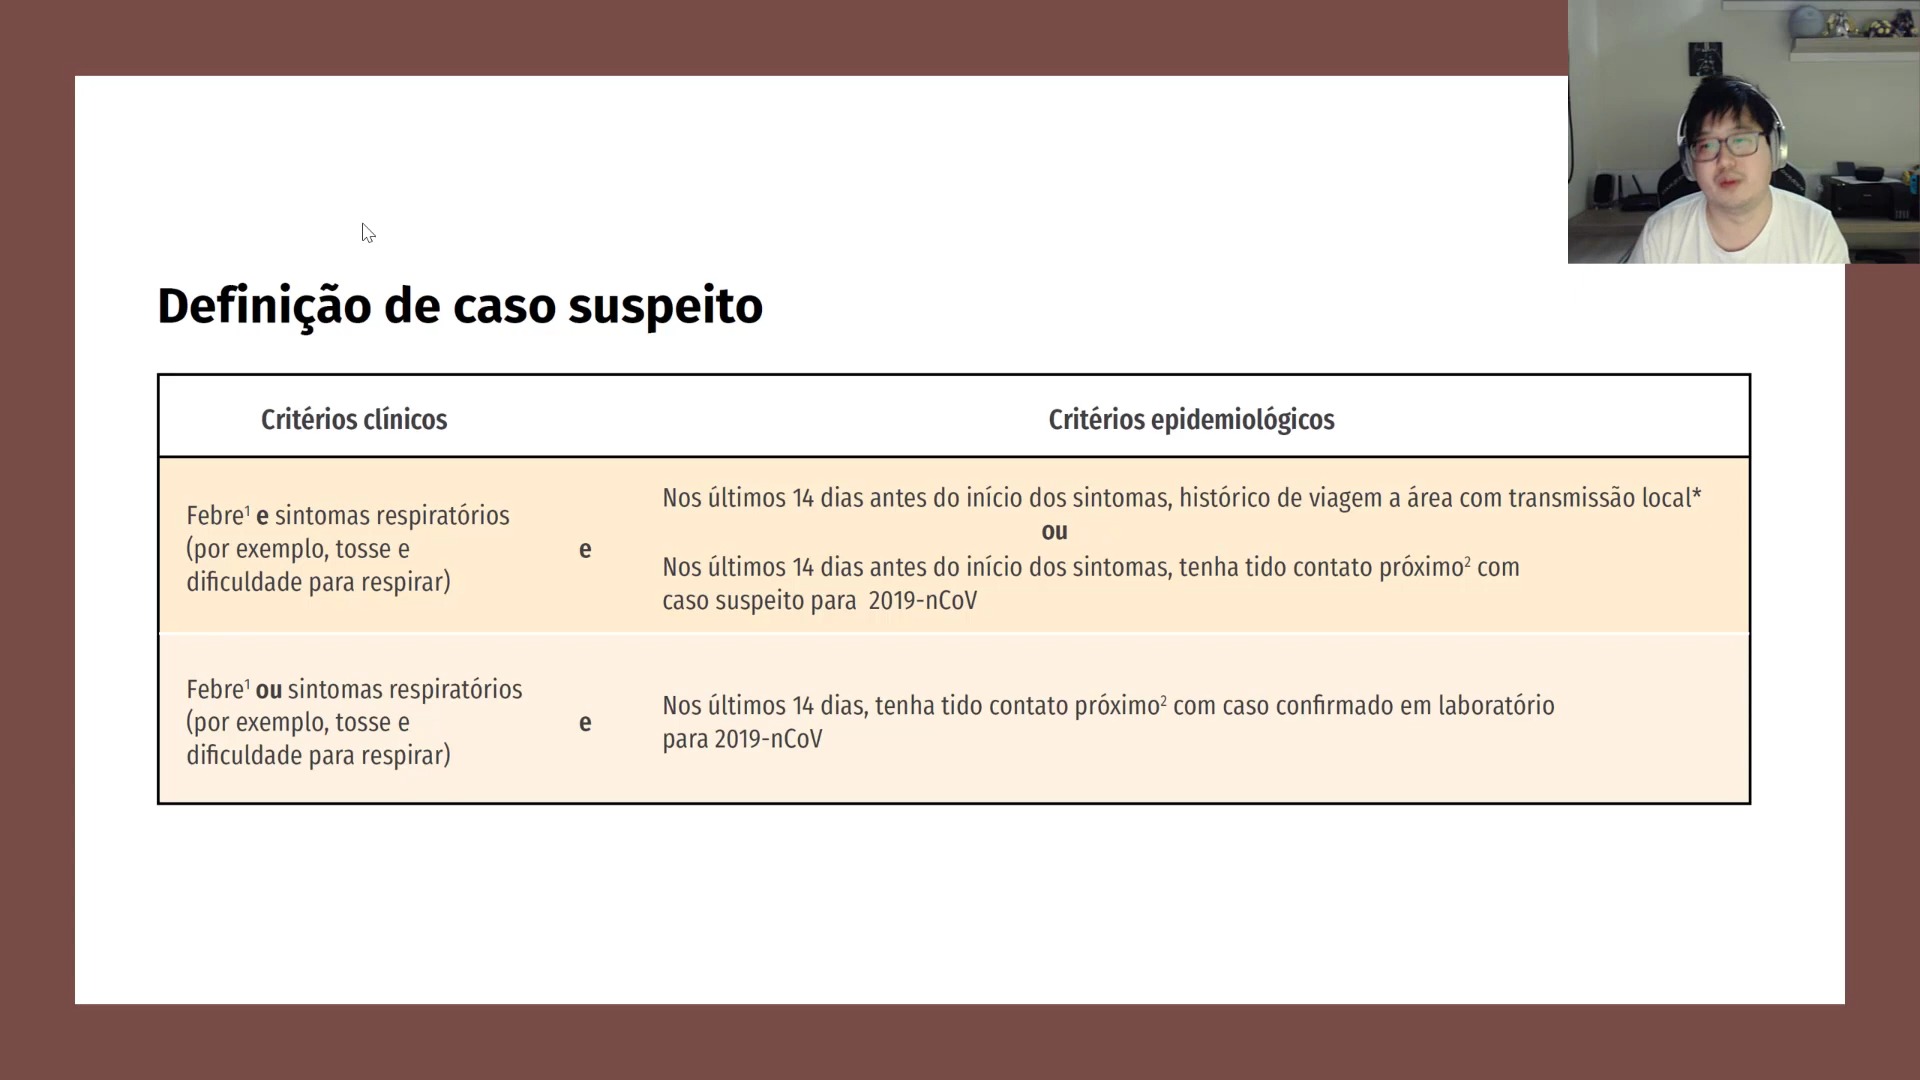 Definição de caso suspeito
Critérios clínicos
Critérios epidemiológicos
Febre¹ e sintomas respiratórios
(por exemplo, tosse e
dificuldade para respirar)
e
Nos últimos 14 dias antes do início dos sintomas, histórico de viagem a área com transmissão local*
ou
Nos últimos 14 dias antes do início dos sintomas, tenha tido contato próximo² com
caso suspeito para 2019-nCoV
Febre¹ ou sintomas respiratórios
(por exemplo, tosse e
dificuldade para respirar)
e
Nos últimos 14 dias, tenha tido contato próximo² com caso confirmado em laboratório
para 2019-nCoV